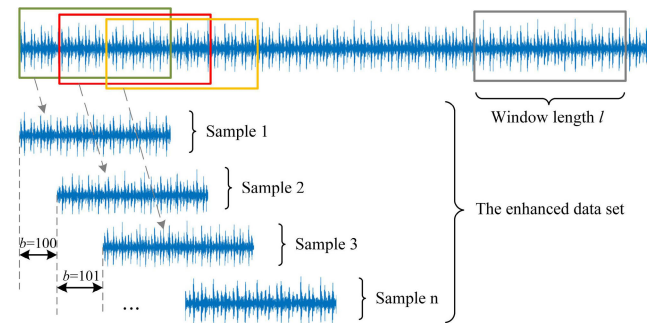 Window length l
Sample 1
Sample 2
The enhanced data set
Sample 3
b=100
b=101
...
Sample n